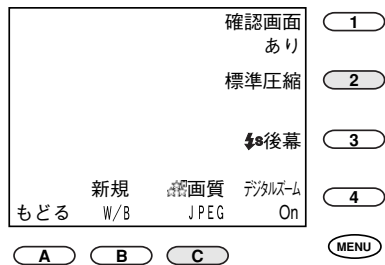 確認画面
あり
1
標準圧縮
2
s後幕
3
新規 画質 デジタルズーム
もどる W/B JPEG On
4
A B C
MENU